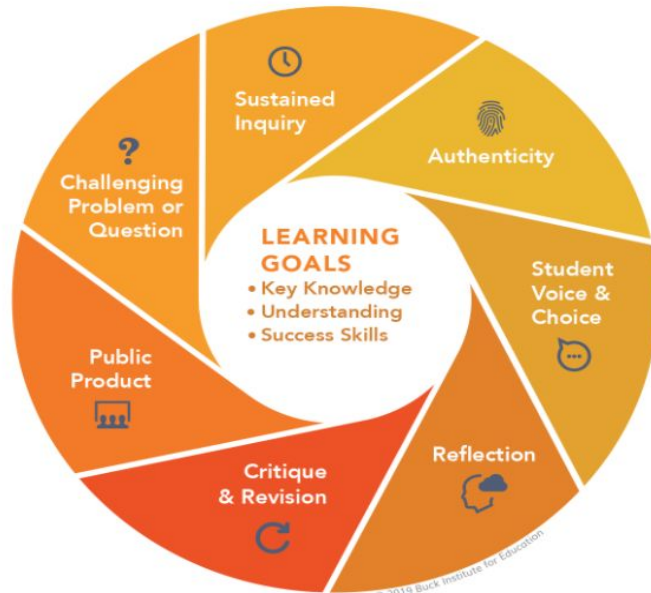 Sustained
Inquiry
Authenticity
Student
Voice &
Choice
Reflection
Critique
& Revision
Public
Product
?
Challenging
Problem or
Question
LEARNING
GOALS
• Key Knowledge
• Understanding
• Success Skills
© 2019 Buck Institute for Education